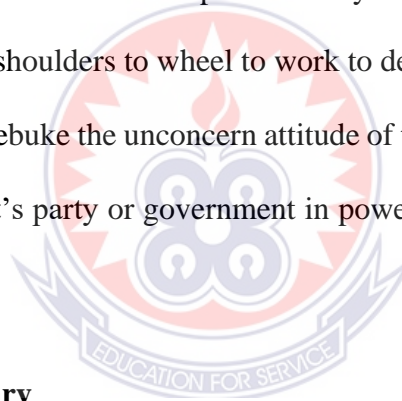 shoulders to wheel to work to de
ebuke the unconcern attitude of
's party or government in powe
EDUCATION FOR SERVICE
ry